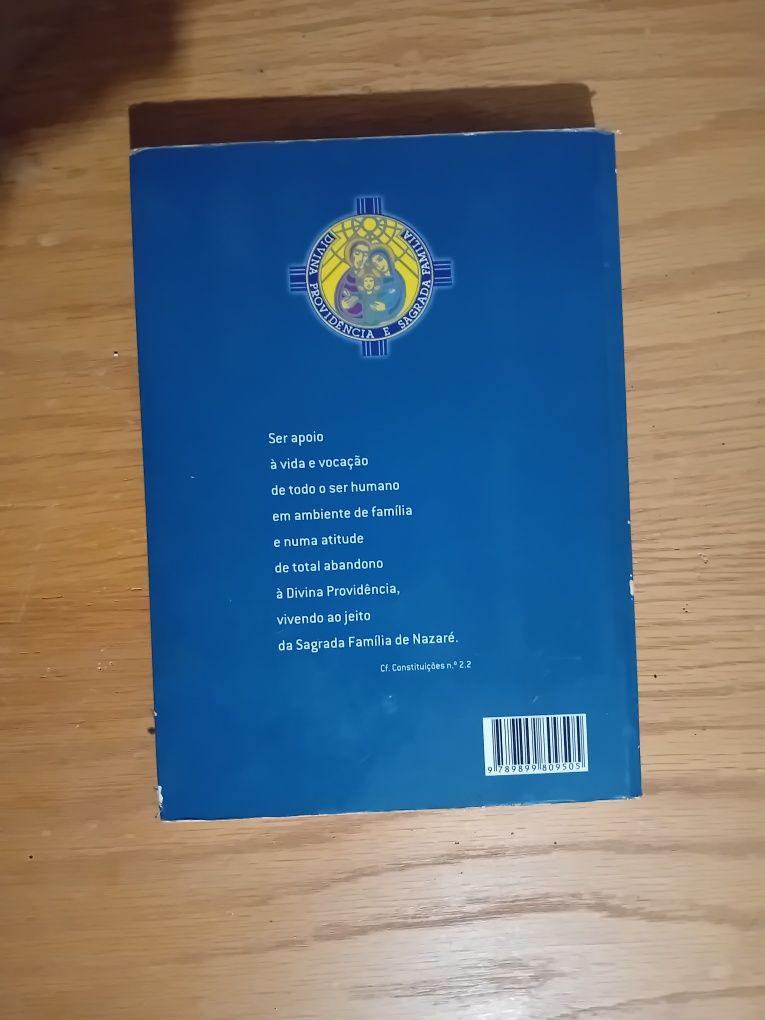 DIVINA PROVIDÊNCIA E SAGRADA FAMÍLIA
Ser apoio
à vida e vocação
de todo o ser humano
em ambiente de família
e numa atitude
de total abandono
à Divina Providência,
vivendo ao jeito
da Sagrada Família de Nazaré.
Cf. Constituições n.º 2.2
9 789899 809505